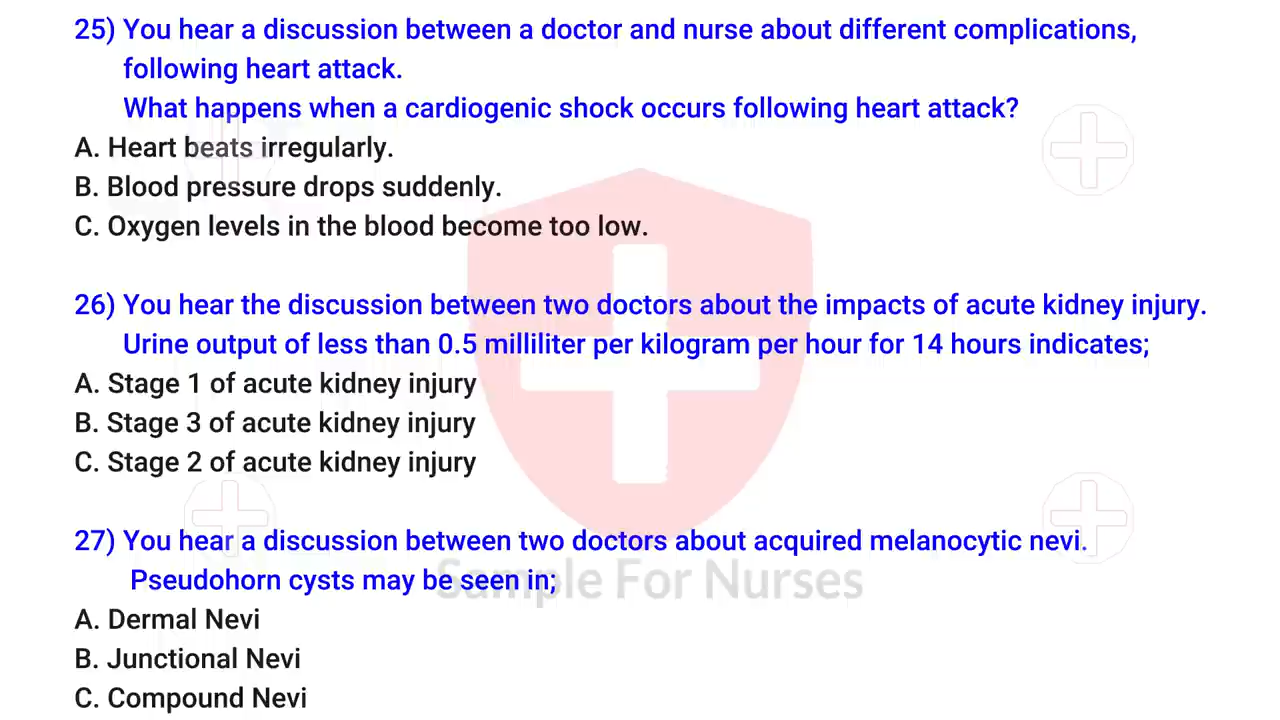 25) You hear a discussion between a doctor and nurse about different complications,
following heart attack.
What happens when a cardiogenic shock occurs following heart attack?
A. Heart beats irregularly.
B. Blood pressure drops suddenly.
C. Oxygen levels in the blood become too low.
26) You hear the discussion between two doctors about the impacts of acute kidney injury.
Urine output of less than 0.5 milliliter per kilogram per hour for 14 hours indicates;
A. Stage 1 of acute kidney injury
B. Stage 3 of acute kidney injury
C. Stage 2 of acute kidney injury
27) You hear a discussion between two doctors about acquired melanocytic nevi.
Pseudohorn cysts may be seen in;
Sample For Nurses
A. Dermal Nevi
B. Junctional Nevi
C. Compound Nevi